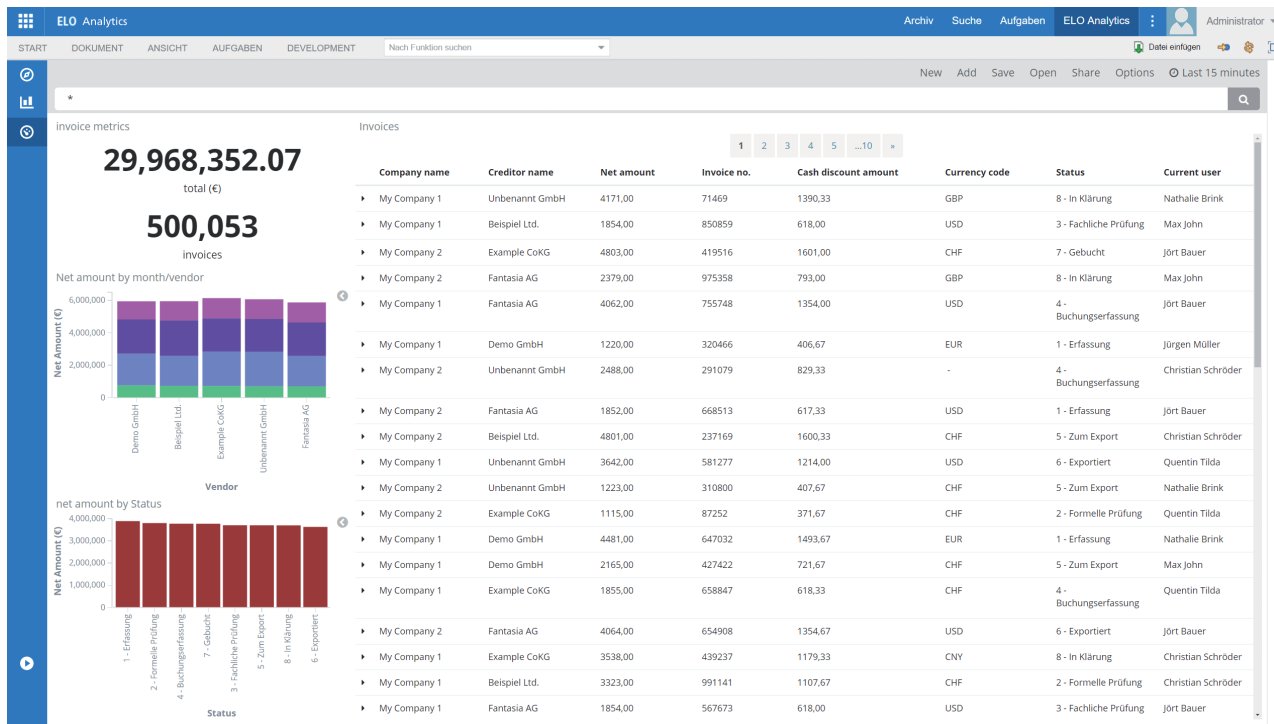 ELO Analytics
Archiv Suche Aufgaben ELO Analytics Administrator
START DOKUMENT ANSICHT AUFGABEN DEVELOPMENT Nach Funktion suchen Datei einfügen
New Add Save Open Share Options Last 15 minutes
*
invoice metrics
29,968,352.07
total (€)
500,053
invoices
Net amount by month/vendor
6,000,000
4,000,000
2,000,000
0
Net Amount (€)
Demo GmbH
Beispiel Ltd.
Example CoKG
Unbenannt GmbH
Fantasia AG
Vendor
net amount by Status
4,000,000
3,000,000
2,000,000
1,000,000
0
Net Amount (€)
1 - Erfassung
2 - Formelle Prüfung
4 - Buchungserfassung
7 - Gebucht
3 - Fachliche Prüfung
5 - Zum Export
8 - In Klärung
6 - Exportiert
Status
Invoices
1 2 3 4 5 ...10 »
Company name Creditor name Net amount Invoice no. Cash discount amount Currency code Status Current user
My Company 1 Unbenannt GmbH 4171,00 71469 1390,33 GBP 8 - In Klärung Nathalie Brink
My Company 1 Beispiel Ltd. 1854,00 850859 618,00 USD 3 - Fachliche Prüfung Max John
My Company 2 Example CoKG 4803,00 419516 1601,00 CHF 7 - Gebucht Jört Bauer
My Company 2 Fantasia AG 2379,00 975358 793,00 GBP 8 - In Klärung Max John
My Company 1 Fantasia AG 4062,00 755748 1354,00 USD 4 - Jört Bauer
Buchungserfassung
My Company 1 Demo GmbH 1220,00 320466 406,67 EUR 1 - Erfassung Jürgen Müller
My Company 2 Unbenannt GmbH 2488,00 291079 829,33 - 4 - Christian Schröder
Buchungserfassung
My Company 2 Fantasia AG 1852,00 668513 617,33 USD 1 - Erfassung Jört Bauer
My Company 2 Beispiel Ltd. 4801,00 237169 1600,33 CHF 5 - Zum Export Christian Schröder
My Company 1 Unbenannt GmbH 3642,00 581277 1214,00 USD 6 - Exportiert Quentin Tilda
My Company 2 Unbenannt GmbH 1223,00 310800 407,67 CHF 5 - Zum Export Nathalie Brink
My Company 2 Example CoKG 1115,00 87252 371,67 CHF 2 - Formelle Prüfung Quentin Tilda
My Company 1 Demo GmbH 4481,00 647032 1493,67 EUR 1 - Erfassung Nathalie Brink
My Company 1 Demo GmbH 2165,00 427422 721,67 CHF 5 - Zum Export Max John
My Company 1 Example CoKG 1855,00 658847 618,33 CHF 4 - Quentin Tilda
Buchungserfassung
My Company 2 Fantasia AG 4064,00 654908 1354,67 USD 6 - Exportiert Jört Bauer
My Company 1 Example CoKG 3538,00 439237 1179,33 CNY 8 - In Klärung Christian Schröder
My Company 1 Beispiel Ltd. 3323,00 991141 1107,67 CHF 2 - Formelle Prüfung Christian Schröder
My Company 1 Fantasia AG 1854,00 567673 618,00 USD 3 - Fachliche Prüfung Jört Bauer